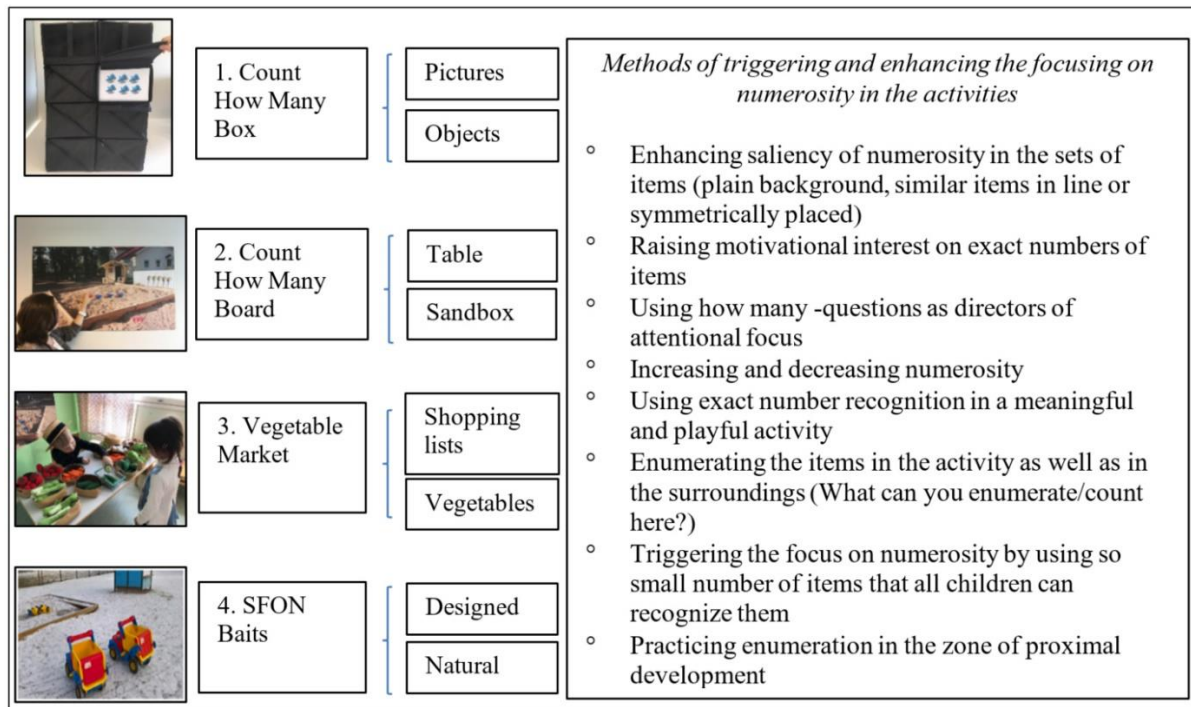 1. Count
How Many
Box
Pictures
Objects
2. Count
How Many
Board
Table
Sandbox
3. Vegetable
Market
Shopping
lists
Vegetables
4. SFON
Baits
Designed
Natural
Methods of triggering and enhancing the focusing on
numerosity in the activities
° Enhancing saliency of numerosity in the sets of
items (plain background, similar items in line or
symmetrically placed)
° Raising motivational interest on exact numbers of
items
° Using how many -questions as directors of
attentional focus
° Increasing and decreasing numerosity
° Using exact number recognition in a meaningful
and playful activity
° Enumerating the items in the activity as well as in
the surroundings (What can you enumerate/count
here?)
° Triggering the focus on numerosity by using so
small number of items that all children can
recognize them
° Practicing enumeration in the zone of proximal
development